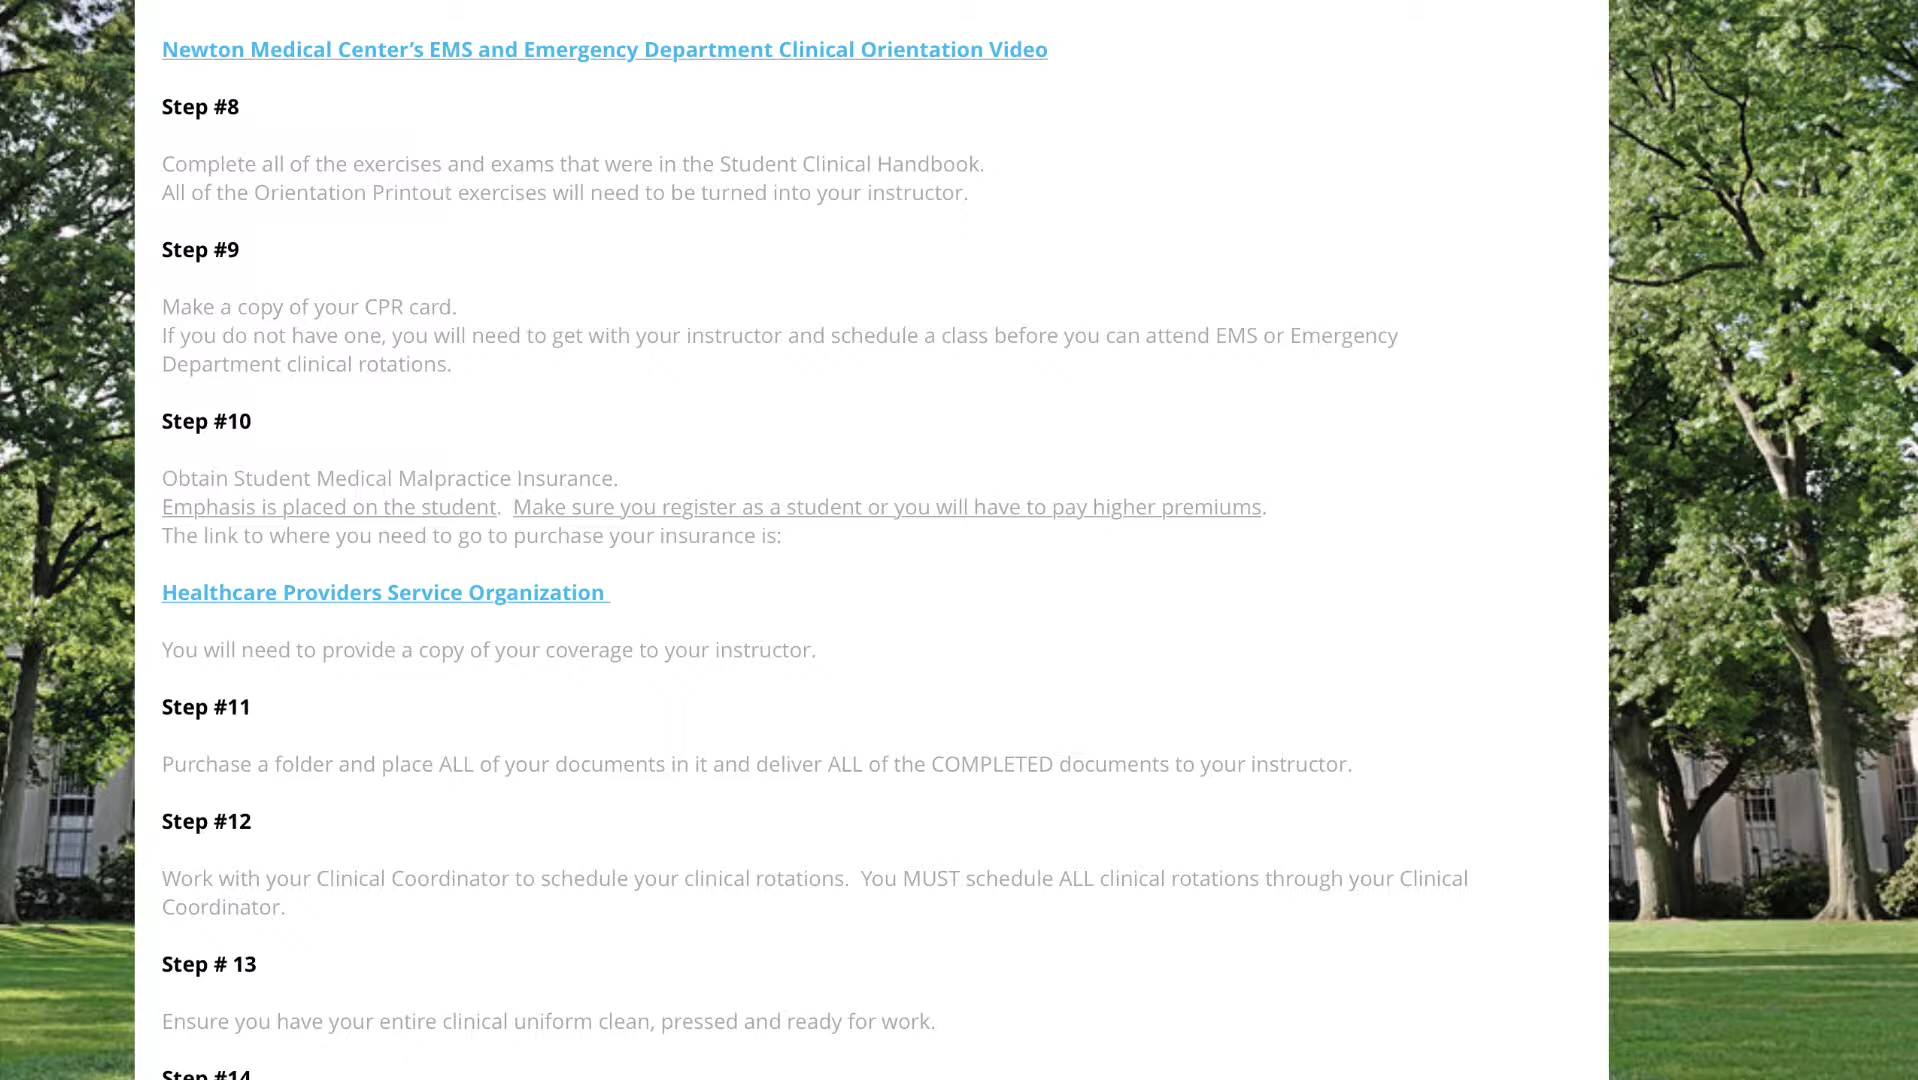 Newton Medical Center’s EMS and Emergency Department Clinical Orientation Video
Step #8
Complete all of the exercises and exams that were in the Student Clinical Handbook.
All of the Orientation Printout exercises will need to be turned into your instructor.
Step #9
Make a copy of your CPR card.
If you do not have one, you will need to get with your instructor and schedule a class before you can attend EMS or Emergency
Department clinical rotations.
Step #10
Obtain Student Medical Malpractice Insurance.
Emphasis is placed on the student.  Make sure you register as a student or you will have to pay higher premiums.
The link to where you need to go to purchase your insurance is:
Healthcare Providers Service Organization
You will need to provide a copy of your coverage to your instructor.
Step #11
Purchase a folder and place ALL of your documents in it and deliver ALL of the COMPLETED documents to your instructor.
Step #12
Work with your Clinical Coordinator to schedule your clinical rotations.  You MUST schedule ALL clinical rotations through your Clinical
Coordinator.
Step # 13
Ensure you have your entire clinical uniform clean, pressed and ready for work.
Step #14